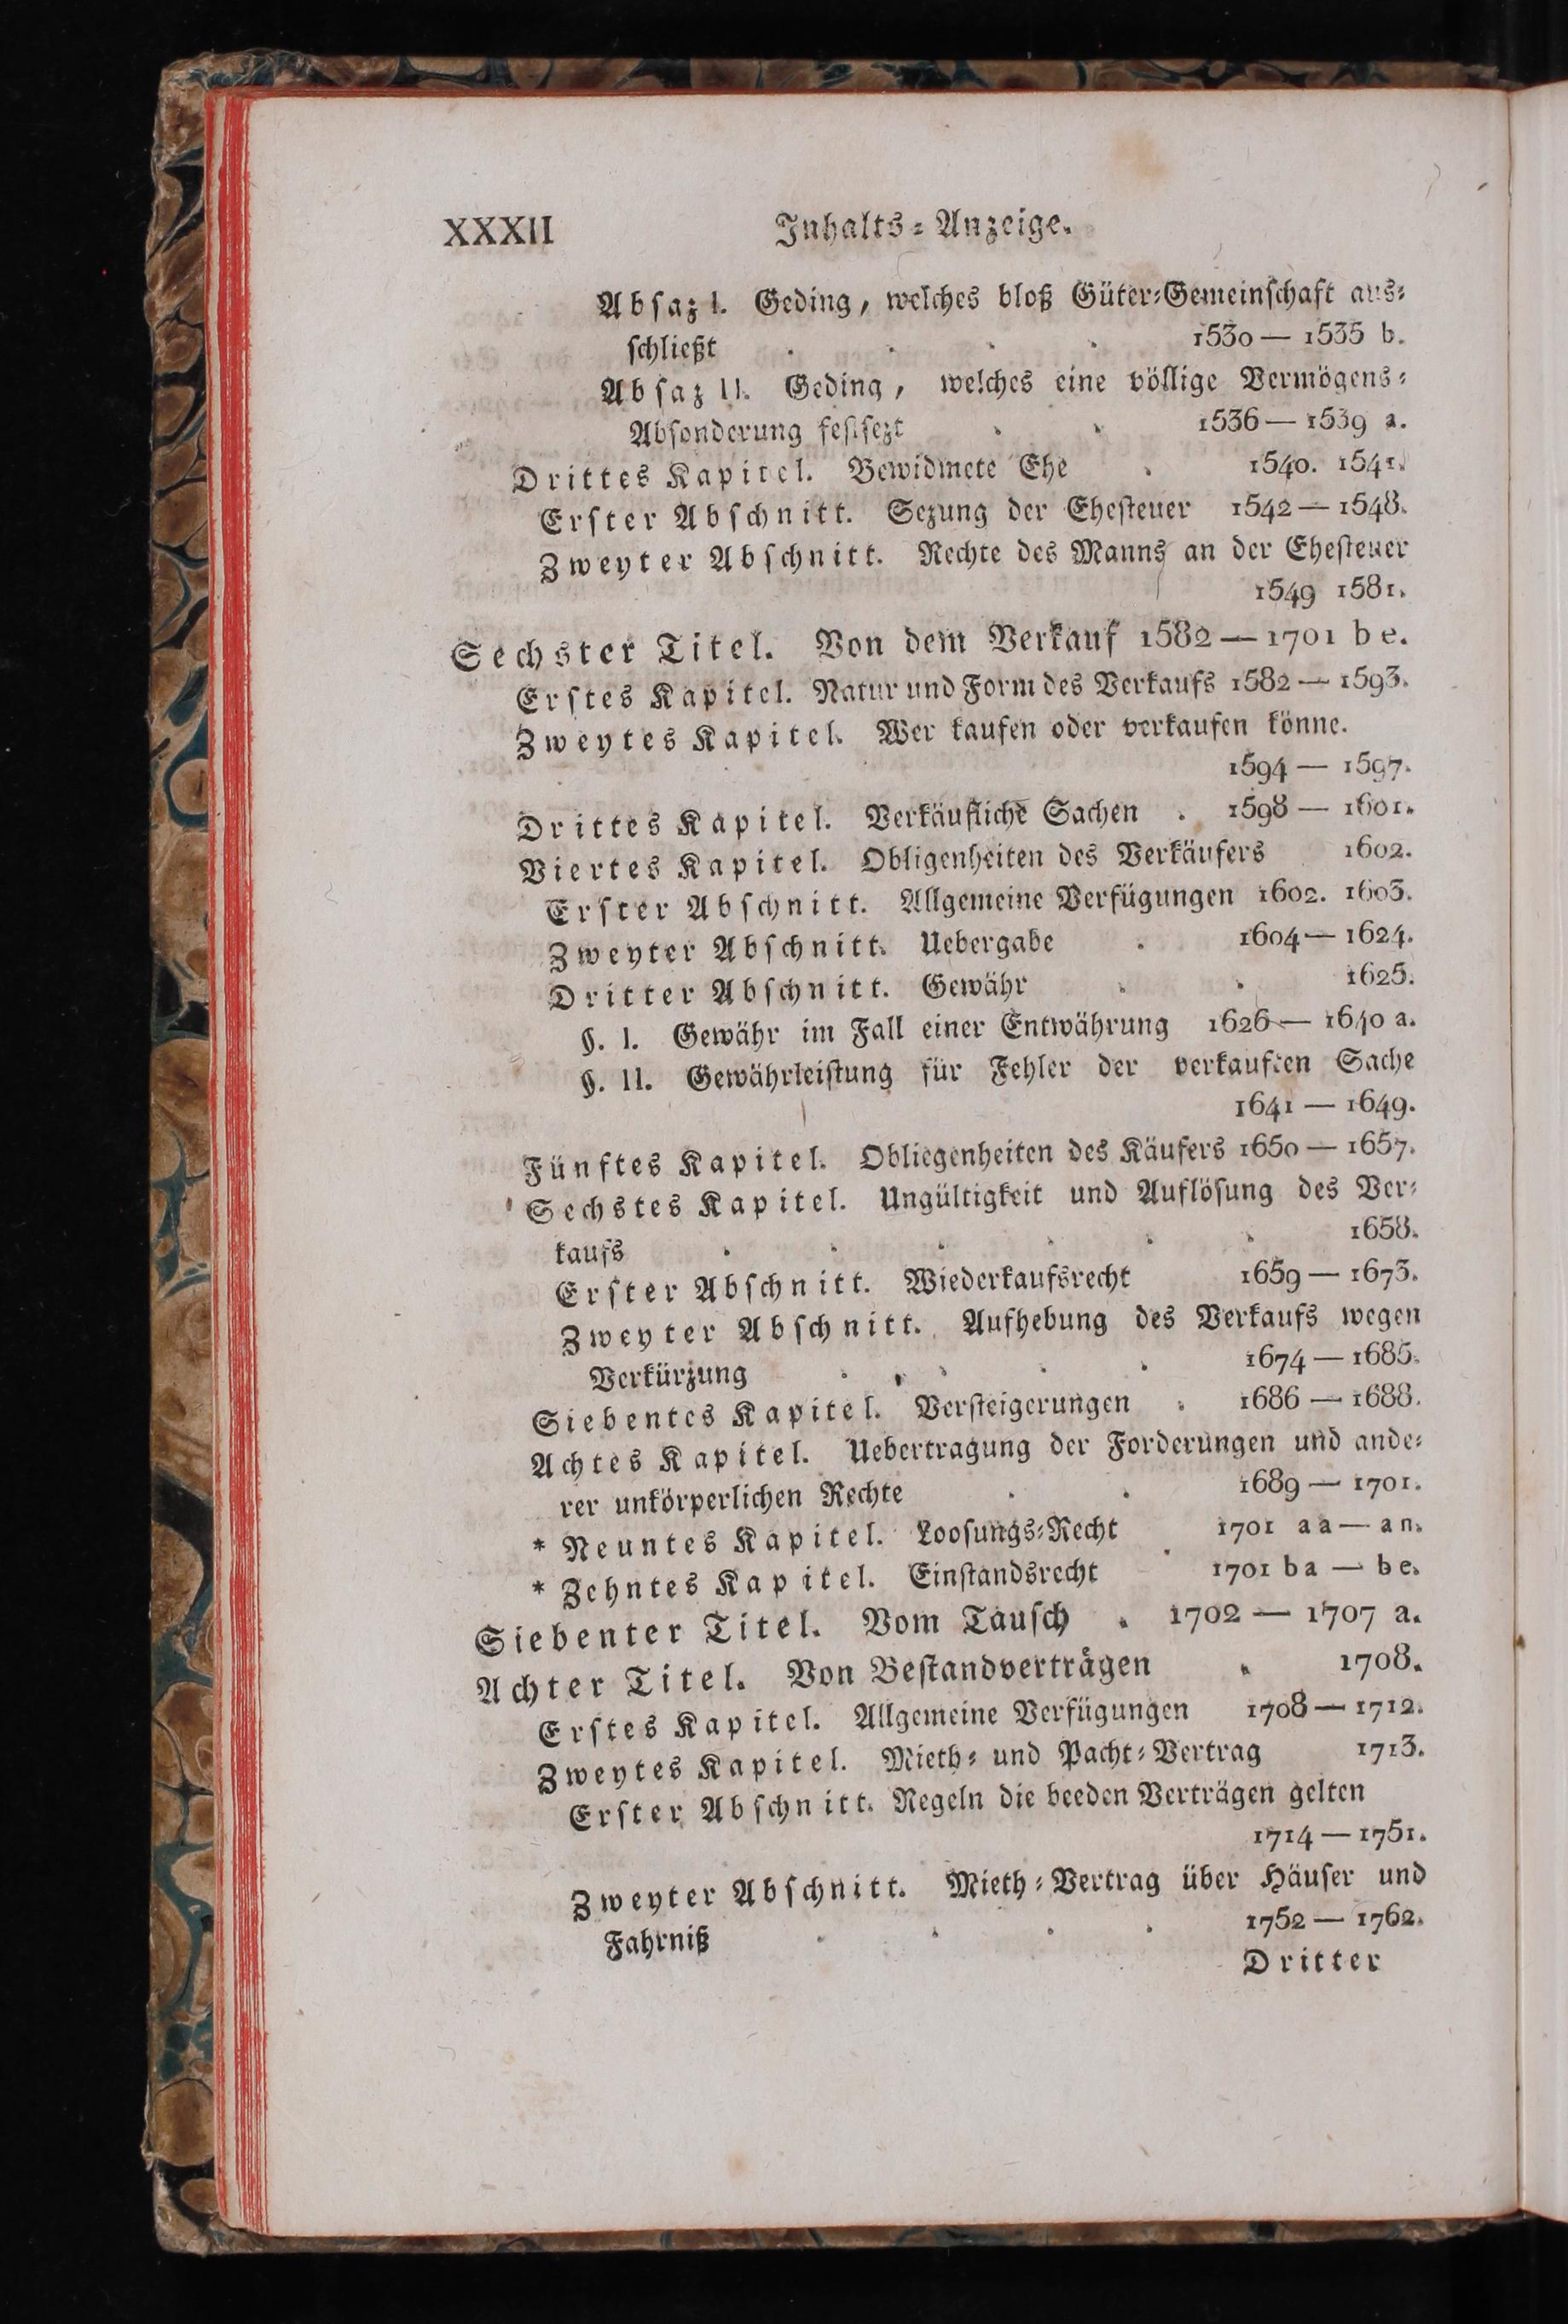 XXXII Inhalts-Anzeige.
Absaz I. Geding, welches bloß Güter-Gemeinschaft aus-
schließt . . . . 1530 — 1535 b.
Absaz II. Geding, welches eine völlige Vermögens-
Absonderung festsezt . . 1536 — 1539 a.
Drittes Kapitel. Bewidmete Ehe . 1540. 1541.
Erster Abschnitt. Sezung der Ehesteuer 1542 — 1548.
Zweyter Abschnitt. Rechte des Manns an der Ehesteuer
1549 1581.
Sechster Titel. Von dem Verkauf 1582 — 1701 be.
Erstes Kapitel. Natur und Form des Verkaufs 1582 — 1593.
Zweytes Kapitel. Wer kaufen oder verkaufen könne.
1594 — 1597.
Drittes Kapitel. Verkäufliche Sachen . 1598 — 1601.
Viertes Kapitel. Obligenheiten des Verkäufers 1602.
Erster Abschnitt. Allgemeine Verfügungen 1602. 1603.
Zweyter Abschnitt. Uebergabe . 1604 — 1624.
Dritter Abschnitt. Gewähr . . 1625.
§. I. Gewähr im Fall einer Entwährung 1626 — 1640 a.
§. II. Gewährleistung für Fehler der verkauften Sache
1641 — 1649.
Fünftes Kapitel. Obliegenheiten des Käufers 1650 — 1657.
Sechstes Kapitel. Ungültigkeit und Auflösung des Ver-
kaufs . . . . . . 1658.
Erster Abschnitt. Wiederkaufsrecht 1659 — 1673.
Zweyter Abschnitt. Aufhebung des Verkaufs wegen
Verkürzung . . . . . 1674 — 1685.
Siebentes Kapitel. Versteigerungen . 1686 — 1688.
Achtes Kapitel. Uebertragung der Forderungen und ande-
rer unkörperlichen Rechte . . 1689 — 1701.
* Neuntes Kapitel. Loosungs-Recht 1701 aa — an.
* Zehntes Kapitel. Einstandsrecht . 1701 ba — be.
Siebenter Titel. Vom Tausch . 1702 — 1707 a.
Achter Titel. Von Bestandverträgen . 1708.
Erstes Kapitel. Allgemeine Verfügungen 1708 — 1712.
Zweytes Kapitel. Mieth- und Pacht-Vertrag 1713.
Erster Abschnitt. Regeln die beeden Verträgen gelten
1714 — 1751.
Zweyter Abschnitt. Mieth-Vertrag über Häuser und
Fahrniß . . . . 1752 — 1762.
Dritter